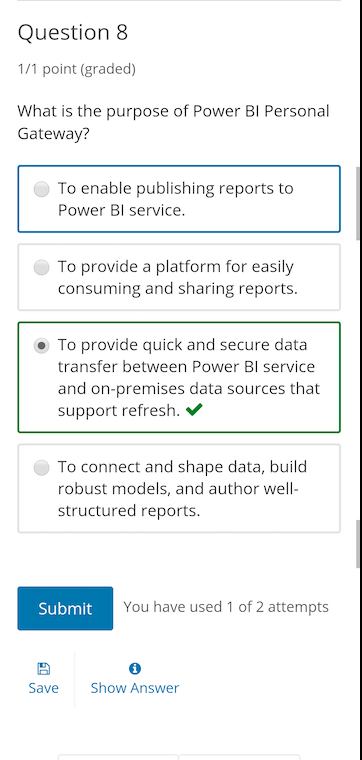 Question 8
1/1 point (graded)
What is the purpose of Power BI Personal
Gateway?
To enable publishing reports to
Power BI service.
To provide a platform for easily
consuming and sharing reports.
To provide quick and secure data
transfer between Power BI service
and on-premises data sources that
support refresh.
To connect and shape data, build
robust models, and author well-
structured reports.
Submit You have used 1 of 2 attempts
Save Show Answer